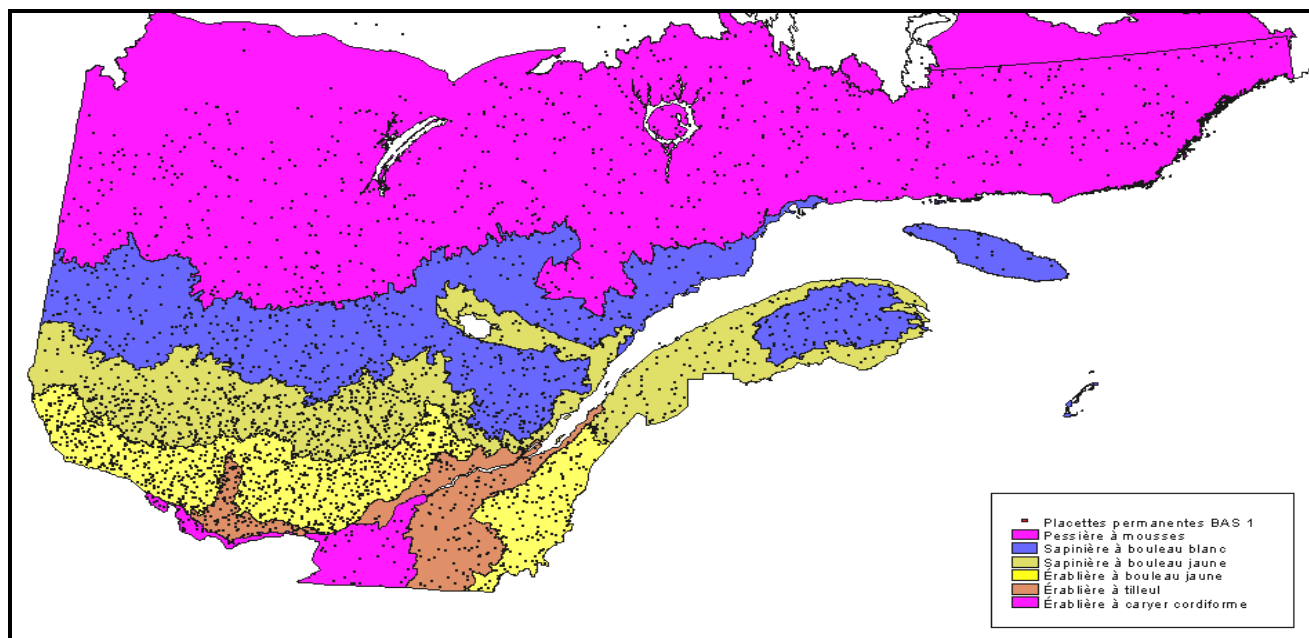 Placettes permanentes BAS 1
Pessière à mousses
Sapinière à bouleau blanc
Sapinière à bouleau jaune
Érablière à bouleau jaune
Érablière à tilleul
Érablière à caryer cordiforme